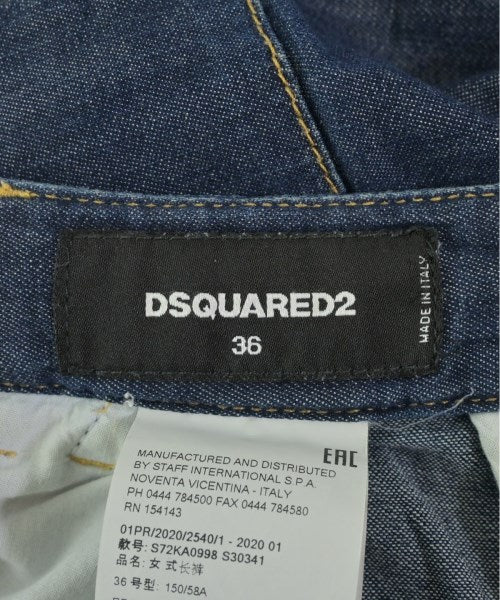 DSQUARED2
36
MADE IN ITALY
EAC
MANUFACTURED AND DISTRIBUTED
BY STAFF INTERNATIONAL S.P.A.
NOVENTA VICENTINA - ITALY
PH 0444 784500 FAX 0444 784580
RN 154143
01PR/2020/2540/1 - 2020 01
款号: S72KA0998 S30341
品名: 女 式长裤
36 号型: 150/58A